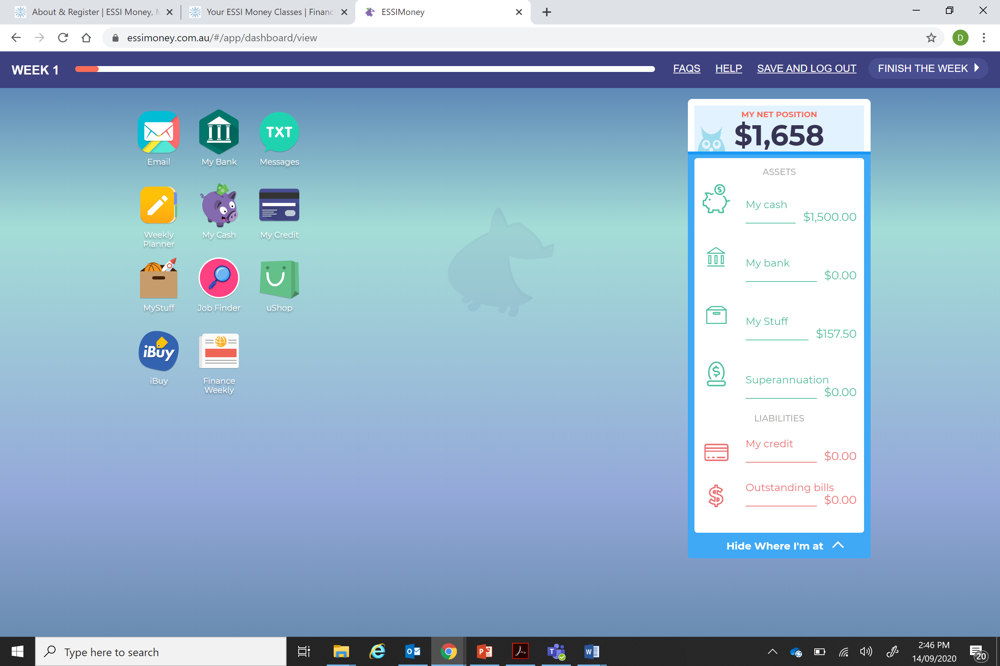 About & Register | ESSI Money, M
Your ESSI Money Classes | Financi
ESSIMoney
essimoney.com.au/#/app/dashboard/view
D
WEEK 1
FAQS
HELP
SAVE AND LOG OUT
FINISH THE WEEK
Email
My Bank
TXT
Messages
Weekly
Planner
My Cash
My Credit
MyStuff
Job Finder
uShop
iBuy
iBuy
Finance
Weekly
MY NET POSITION
$1,658
ASSETS
My cash
$1,500.00
My bank
$0.00
My Stuff
$157.50
Superannuation
$0.00
LIABILITIES
My credit
$0.00
Outstanding bills
$0.00
Hide Where I'm at
Type here to search
2:46 PM
14/09/2020
20